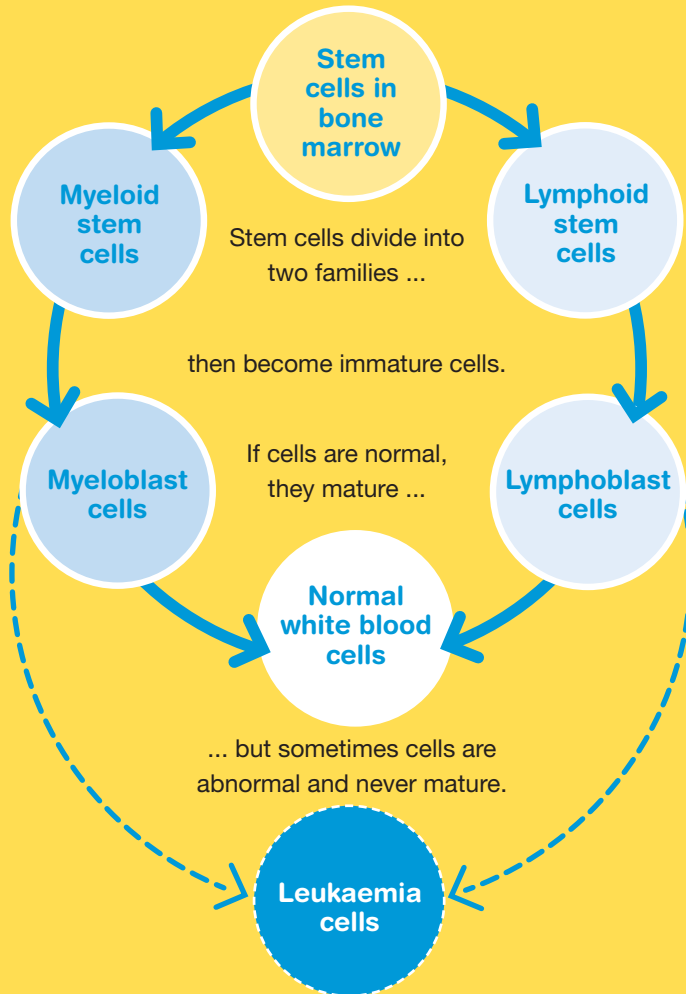 Stem
cells in
bone
marrow
Myeloid
stem
cells
Lymphoid
stem
cells
Stem cells divide into
two families ...
then become immature cells.
Myeloblast
cells
If cells are normal,
they mature ...
Lymphoblast
cells
Normal
white blood
cells
... but sometimes cells are
abnormal and never mature.
Leukaemia
cells